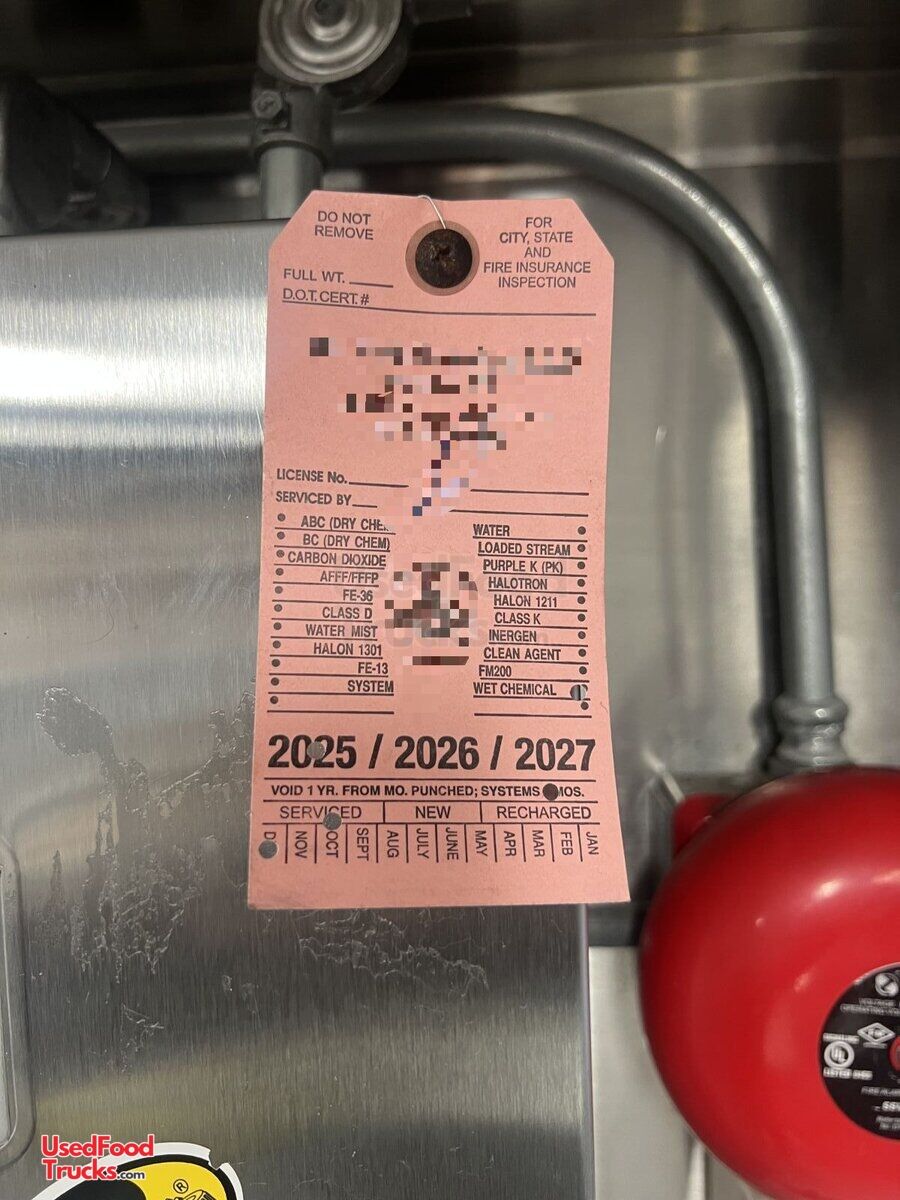 DO NOT
REMOVE
FOR
CITY, STATE
AND
FIRE INSURANCE
INSPECTION
FULL WT.
D.O.T. CERT. #
LICENSE No.
SERVICED BY
ABC (DRY CHE
BC (DRY CHEM)
CARBON DIOXIDE
AFFF/FFFP
FE-36
CLASS D
WATER MIST
HALON 1301
FE-13
SYSTEM
WATER
LOADED STREAM
PURPLE K (PK)
HALOTRON
HALON 1211
CLASS K
INERGEN
CLEAN AGENT
FM200
WET CHEMICAL
2025 / 2026 / 2027
VOID 1 YR. FROM MO. PUNCHED; SYSTEMS MOS.
SERVICED NEW RECHARGED
D NOV OCT SEPT AUG JULY JUNE MAY APR MAR FEB JAN
UL
UsedFood
Trucks.com